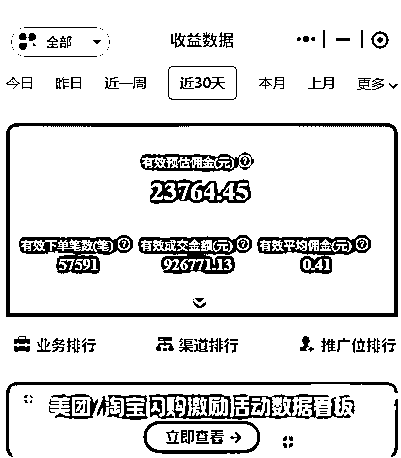 全部
收益数据
今日 昨日 近一周 近30天 本月 上月 更多
有效预估佣金(元)
23764.45
有效下单笔数(笔) 有效成交金额(元) 有效平均佣金(元)
57591 926771.13 0.41
业务排行 渠道排行 推广位排行
美团/淘宝闪购激励活动数据看板
立即查看→